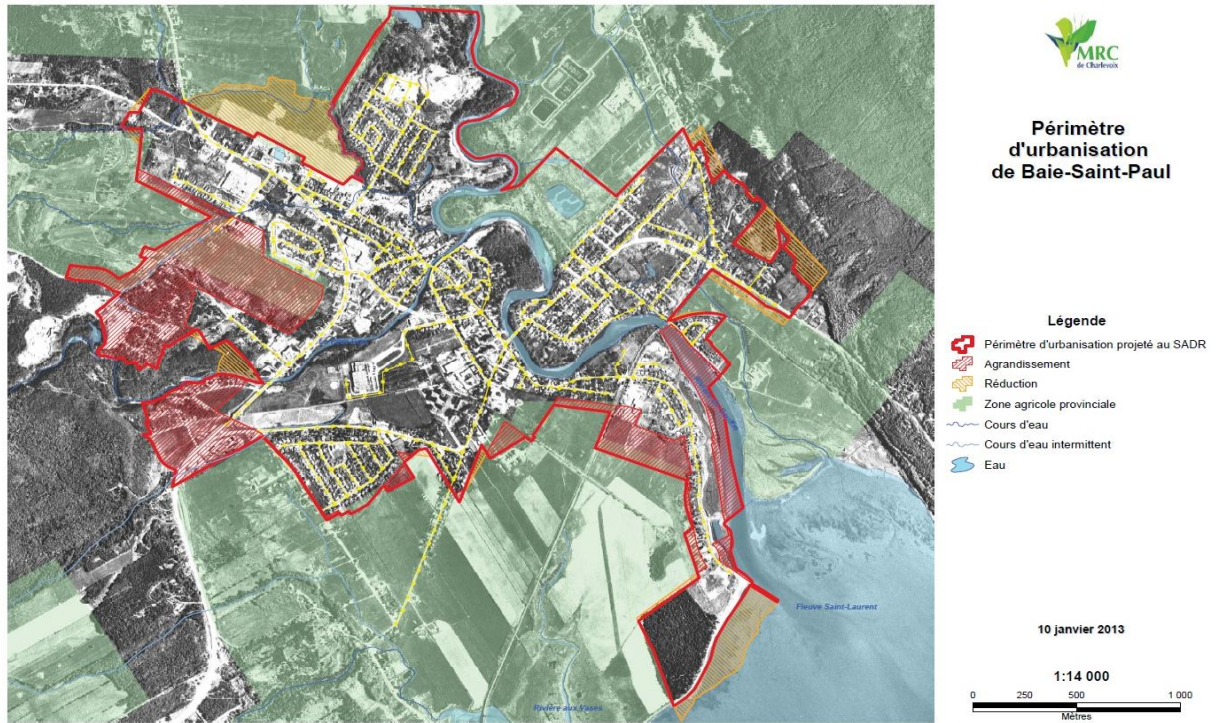 MRC
de Charlevoix
Périmètre
d'urbanisation
de Baie-Saint-Paul
Légende
Périmètre d'urbanisation projeté au SADR
Agrandissement
Réduction
Zone agricole provinciale
Cours d'eau
Cours d'eau intermittent
Eau
Fleuve Saint-Laurent
Rivière aux Vases
10 janvier 2013
1:14 000
0 250 500 1 000
Mètres